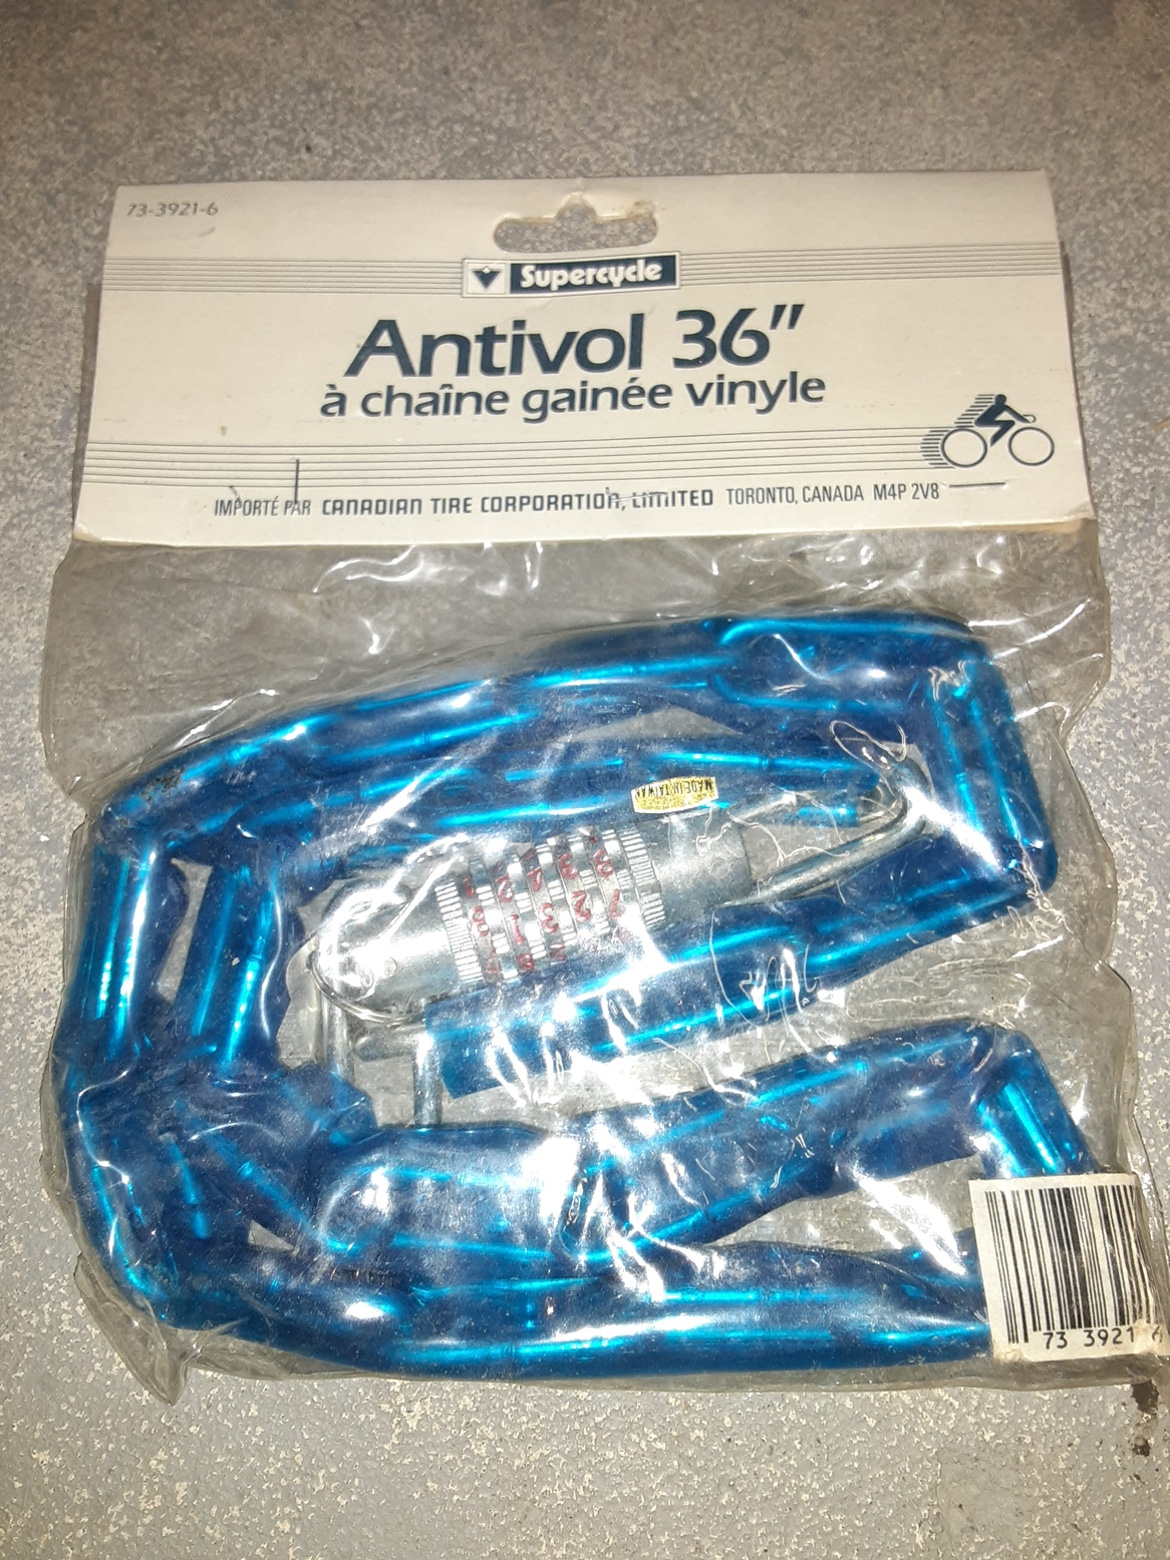 73-3921-6
Supercycle
Antivol 36"
à chaîne gainée vinyle
IMPORTÉ PAR CANADIAN TIRE CORPORATION, LIMITED TORONTO, CANADA M4P 2V8
MADE IN TAIWAN
73 3921 6